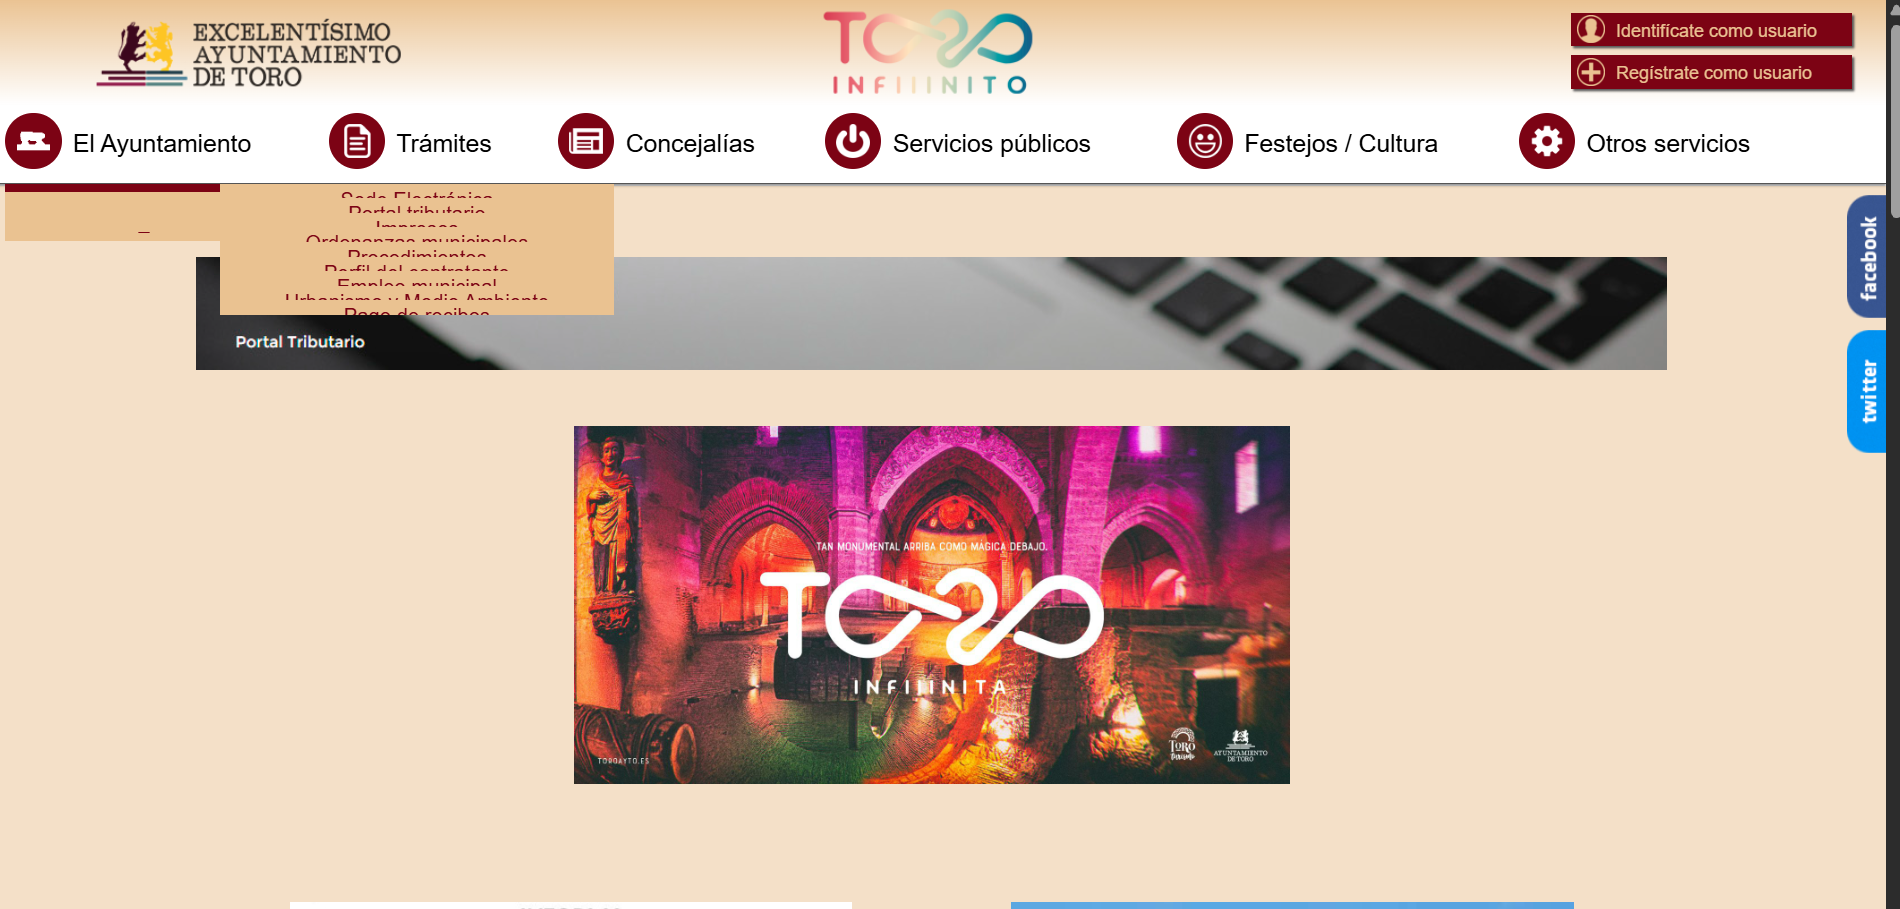 EXCELENTÍSIMO
AYUNTAMIENTO
DE TORO
TORO
INFIIINITO
Identifícate como usuario
Regístrate como usuario
El Ayuntamiento
Trámites
Concejalías
Servicios públicos
Festejos / Cultura
Otros servicios
Sede Electrónica
Portal tributario
Impresos
Ordenanzas municipales
Procedimientos
Perfil del contratante
Empleo municipal
Urbanismo y Medio Ambiente
Pago de recibos
facebook
Portal Tributario
twitter
TAN MONUMENTAL ARRIBA COMO MÁGICA DEBAJO.
TORO
INFIIINITA
TOROAYTO.ES
TORO
turismo
AYUNTAMIENTO
DE TORO